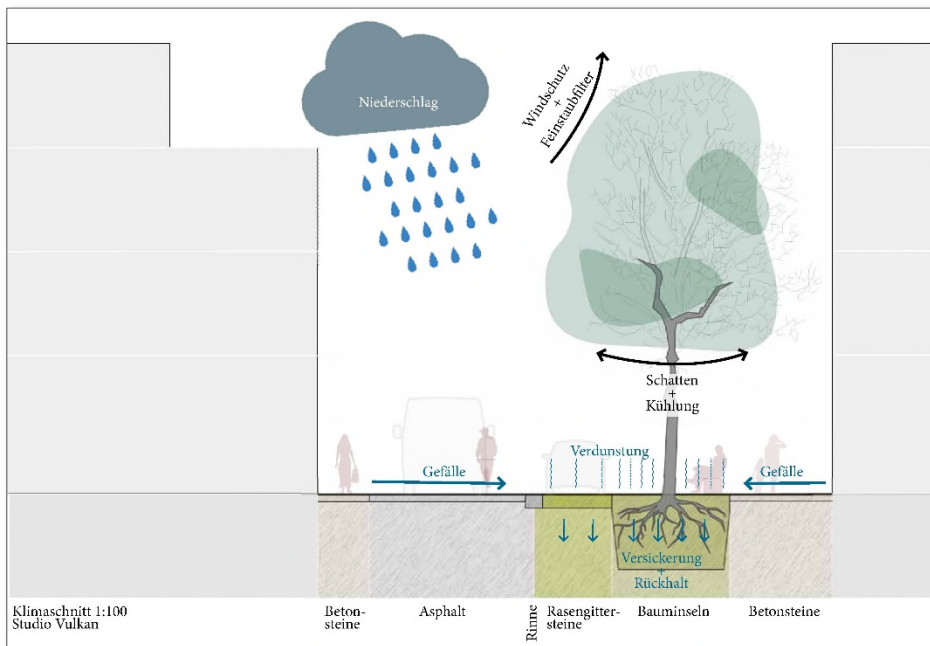 Niederschlag
Windschutz
+
Feinstaubfilter
Schatten
+
Kühlung
Verdunstung
Gefälle
Gefälle
Versickerung
+
Rückhalt
Klimaschnitt 1:100
Studio Vulkan
Beton-
steine
Asphalt
Rinne
Rasengitter-
steine
Bauminseln
Betonsteine